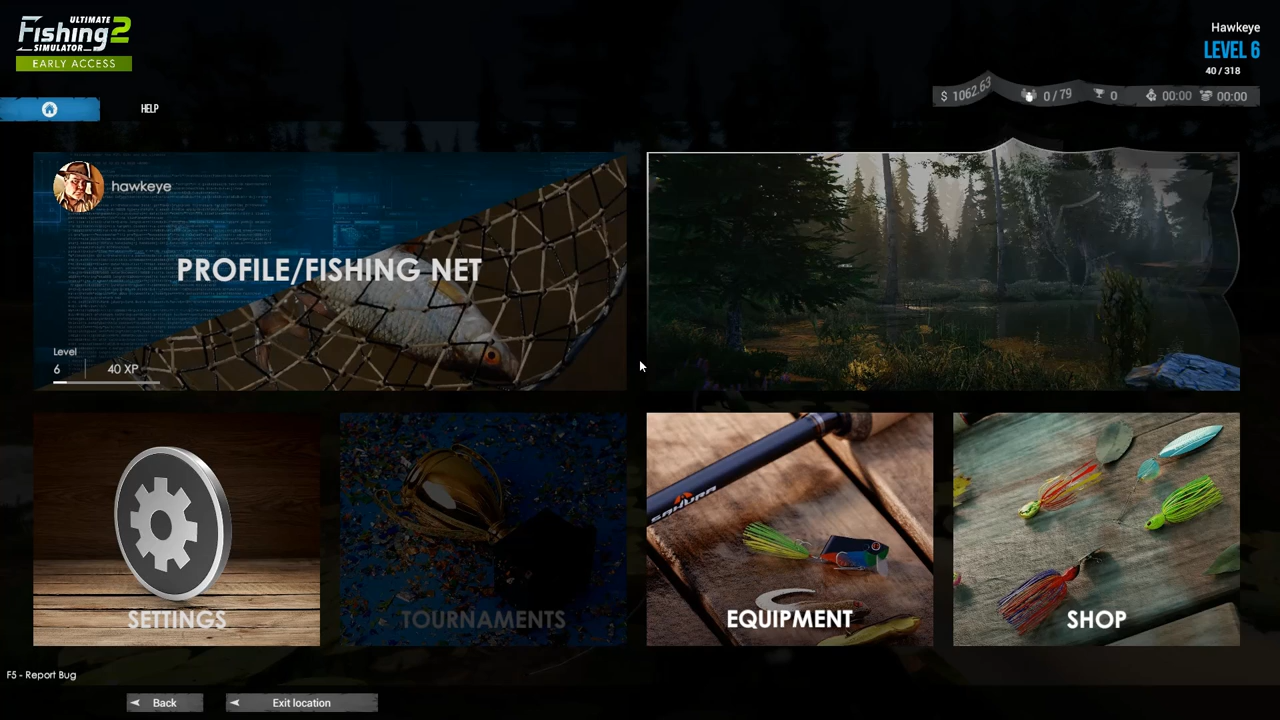 ULTIMATE
Fishing 2
SIMULATOR
EARLY ACCESS
Hawkeye
LEVEL 6
40 / 318
HELP
$ 1062.63
0 / 79
0
00:00
00:00
hawkeye
PROFILE/FISHING NET
Level
6
40 XP
SAKURA
SETTINGS
TOURNAMENTS
EQUIPMENT
SHOP
F5 - Report Bug
Back
Exit location